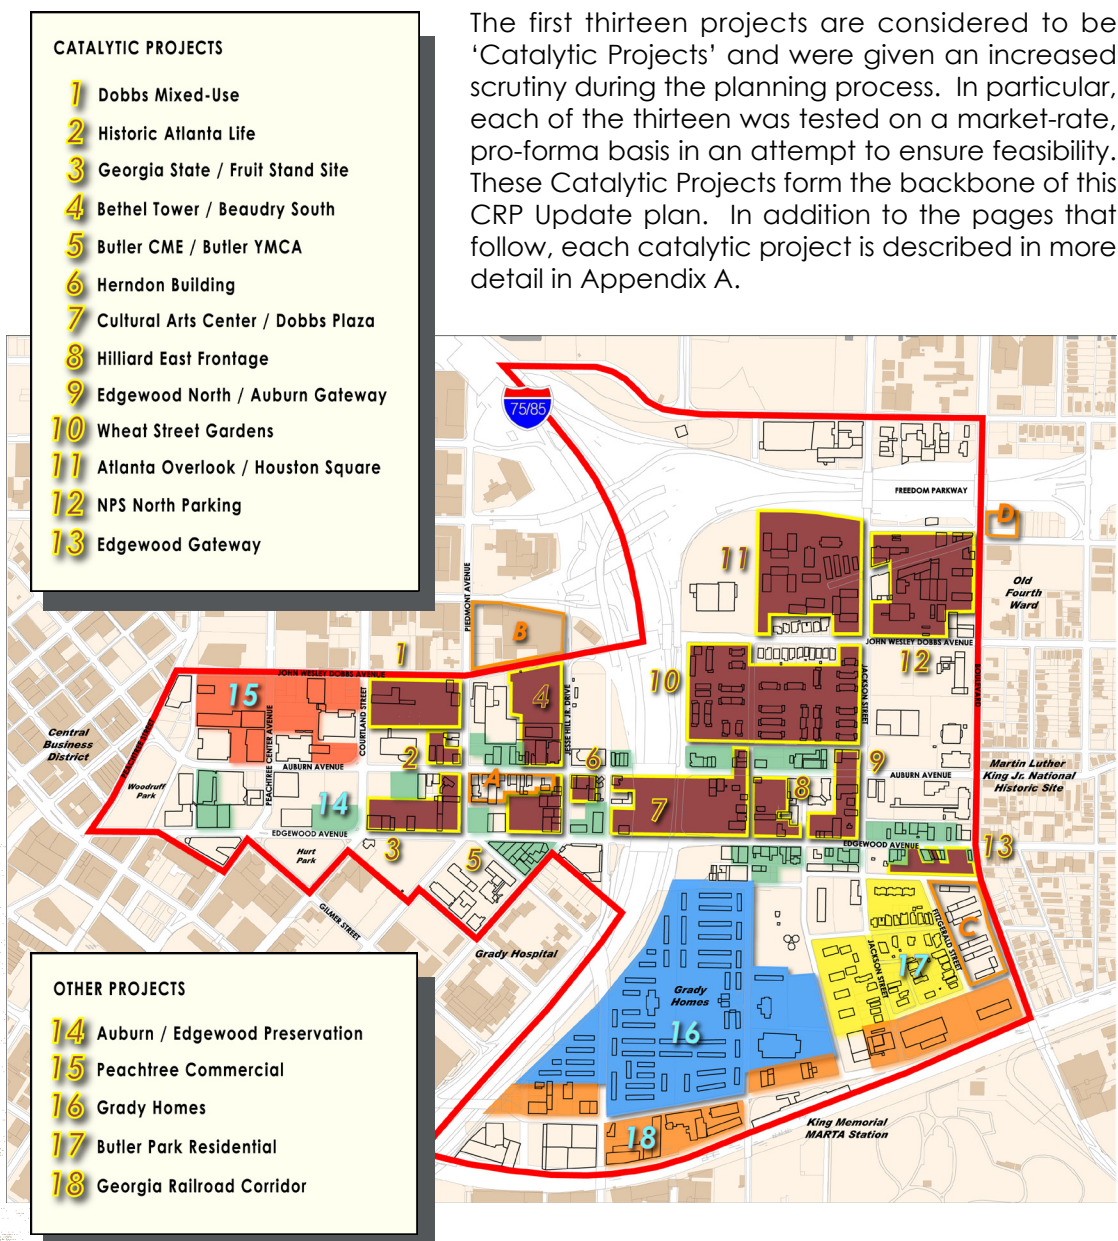 CATALYTIC PROJECTS
1 Dobbs Mixed-Use
2 Historic Atlanta Life
3 Georgia State / Fruit Stand Site
4 Bethel Tower / Beaudry South
5 Butler CME / Butler YMCA
6 Herndon Building
7 Cultural Arts Center / Dobbs Plaza
8 Hilliard East Frontage
9 Edgewood North / Auburn Gateway
10 Wheat Street Gardens
11 Atlanta Overlook / Houston Square
12 NPS North Parking
13 Edgewood Gateway
The first thirteen projects are considered to be
‘Catalytic Projects’ and were given an increased
scrutiny during the planning process. In particular,
each of the thirteen was tested on a market-rate,
pro-forma basis in an attempt to ensure feasibility.
These Catalytic Projects form the backbone of this
CRP Update plan. In addition to the pages that
follow, each catalytic project is described in more
detail in Appendix A.
75/85
FREEDOM PARKWAY
D
11
Old
Fourth
Ward
PIEDMONT AVENUE
B
1
JOHN WESLEY DOBBS AVENUE
12
JOHN WESLEY DOBBS AVENUE
10
15
4
JACKSON STREET
BOULEVARD
COURTLAND STREET
JESSE HILL JR. DRIVE
PEACHTREE STREET
PEACHTREE CENTER AVENUE
Central
Business
District
2
6
9
AUBURN AVENUE
AUBURN AVENUE
Martin Luther
King Jr. National
Historic Site
Woodruff
Park
A
8
7
14
EDGEWOOD AVENUE
EDGEWOOD AVENUE
Hurt
Park
3
5
13
GILMER STREET
FITZGERALD STREET
C
JACKSON STREET
17
Grady Hospital
Grady
Homes
16
18
King Memorial
MARTA Station
OTHER PROJECTS
14 Auburn / Edgewood Preservation
15 Peachtree Commercial
16 Grady Homes
17 Butler Park Residential
18 Georgia Railroad Corridor